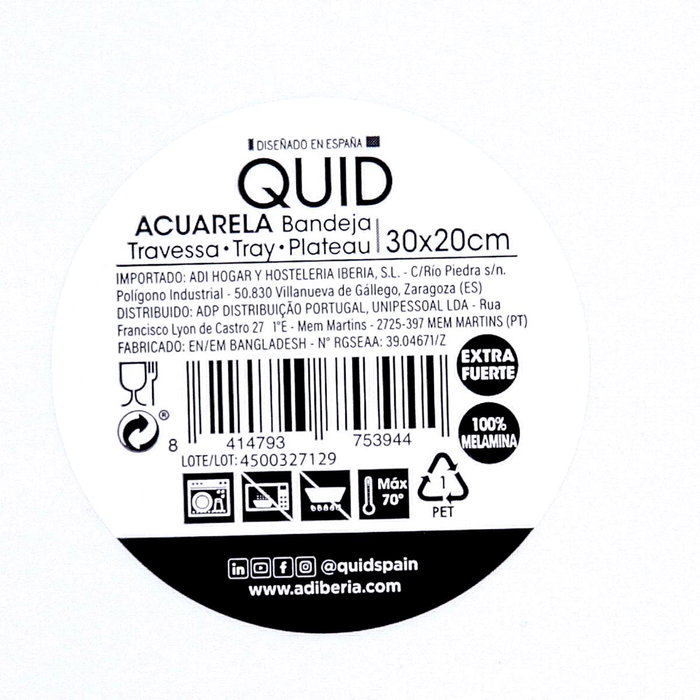 DISEÑADO EN ESPAÑA
QUID
ACUARELA Bandeja
Travessa · Tray · Plateau
30x20cm
IMPORTADO: ADI HOGAR Y HOSTELERIA IBERIA, S.L. - C/Río Piedra s/n.
Polígono Industrial - 50.830 Villanueva de Gállego, Zaragoza (ES)
DISTRIBUIDO: ADP DISTRIBUIÇÃO PORTUGAL, UNIPESSOAL LDA - Rua
Francisco Lyon de Castro 27 1°E - Mem Martins - 2725-397 MEM MARTINS (PT)
FABRICADO: EN/EM BANGLADESH - N° RGSEAA: 39.04671/Z
EXTRA
FUERTE
®
100%
MELAMINA
8 414793 753944
LOTE/LOT: 4500327129
Máx
70°
1
PET
in f @quidspain
www.adiberia.com